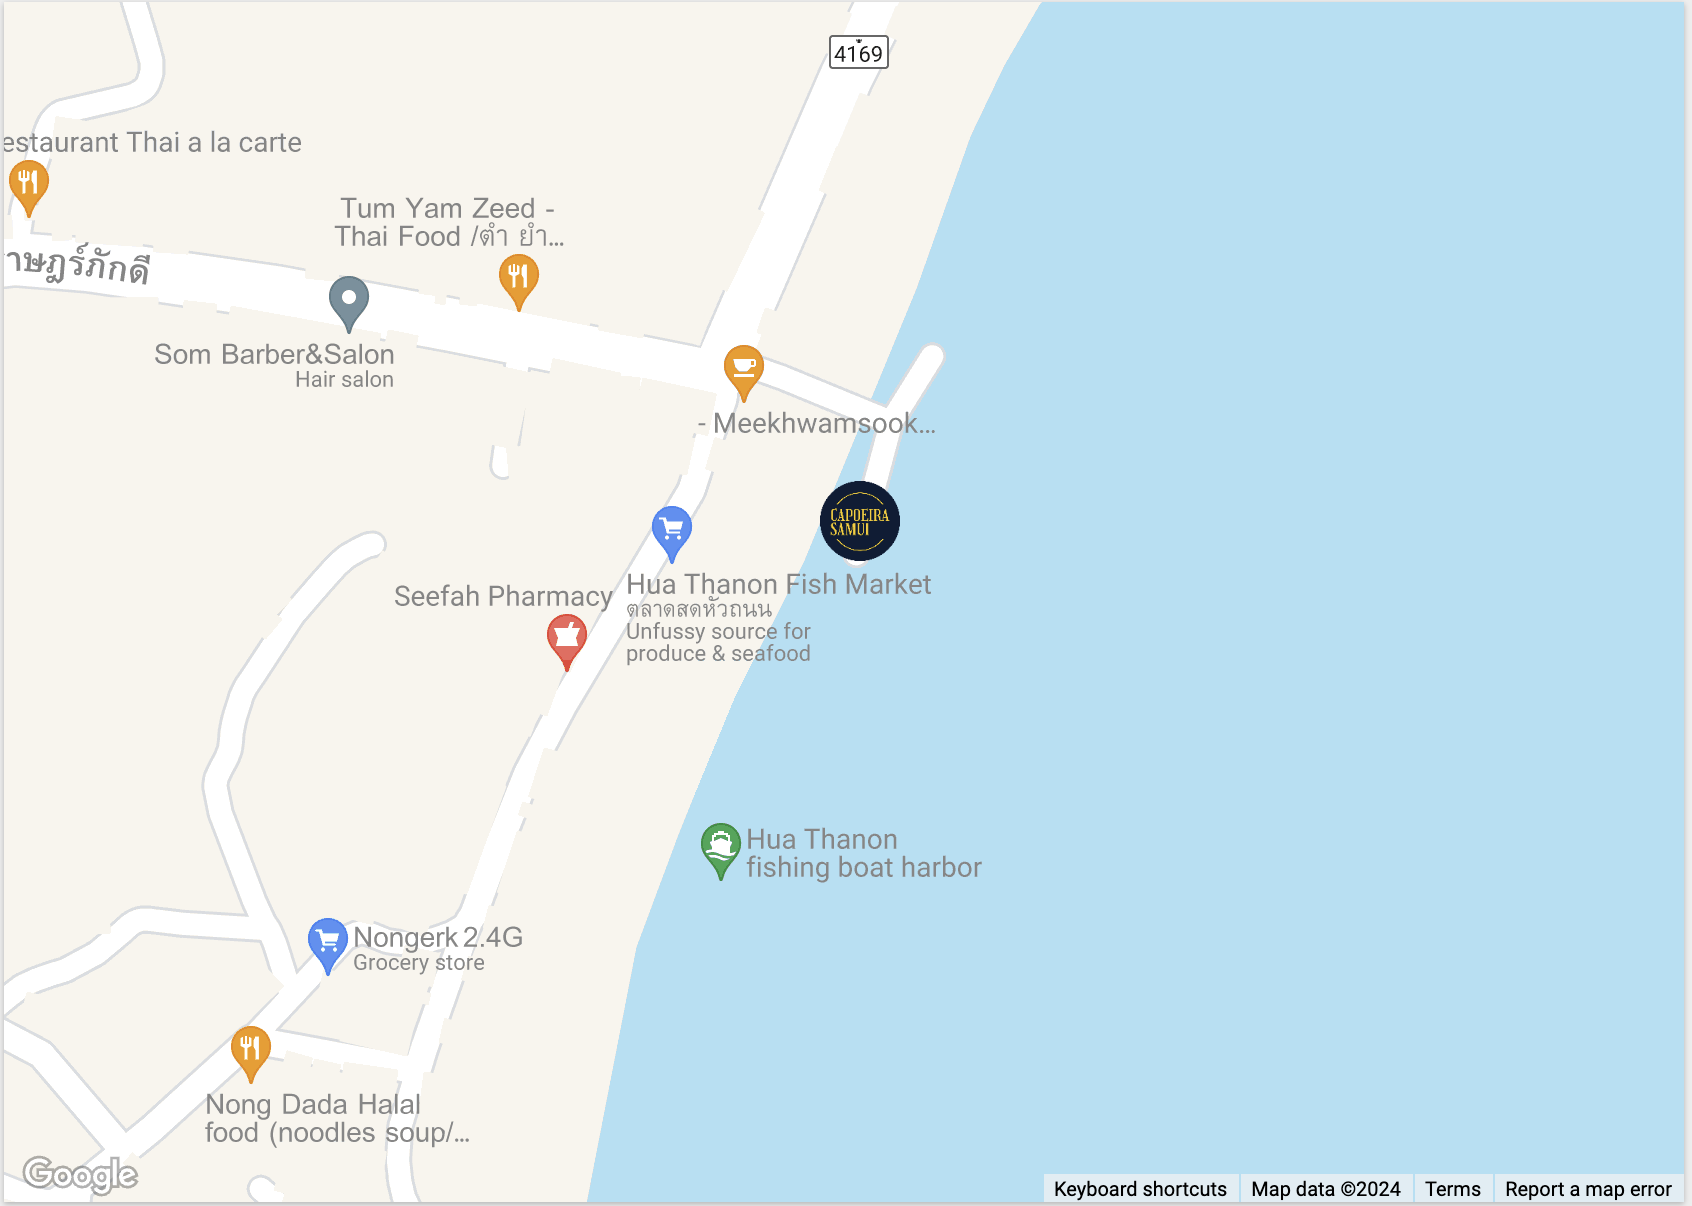 4169
estaurant Thai a la carte
Tum Yam Zeed -
Thai Food /ตำ ยำ...
าษฎร์ภักดี
Som Barber&Salon
Hair salon
- Meekhwamsook...
CAPOEIRA
SAMUI
Seefah Pharmacy
Hua Thanon Fish Market
ตลาดสดหัวถนน
Unfussy source for
produce & seafood
Hua Thanon
fishing boat harbor
Nongerk 2.4G
Grocery store
Nong Dada Halal
food (noodles soup/...
Google
Keyboard shortcuts
Map data ©2024
Terms
Report a map error